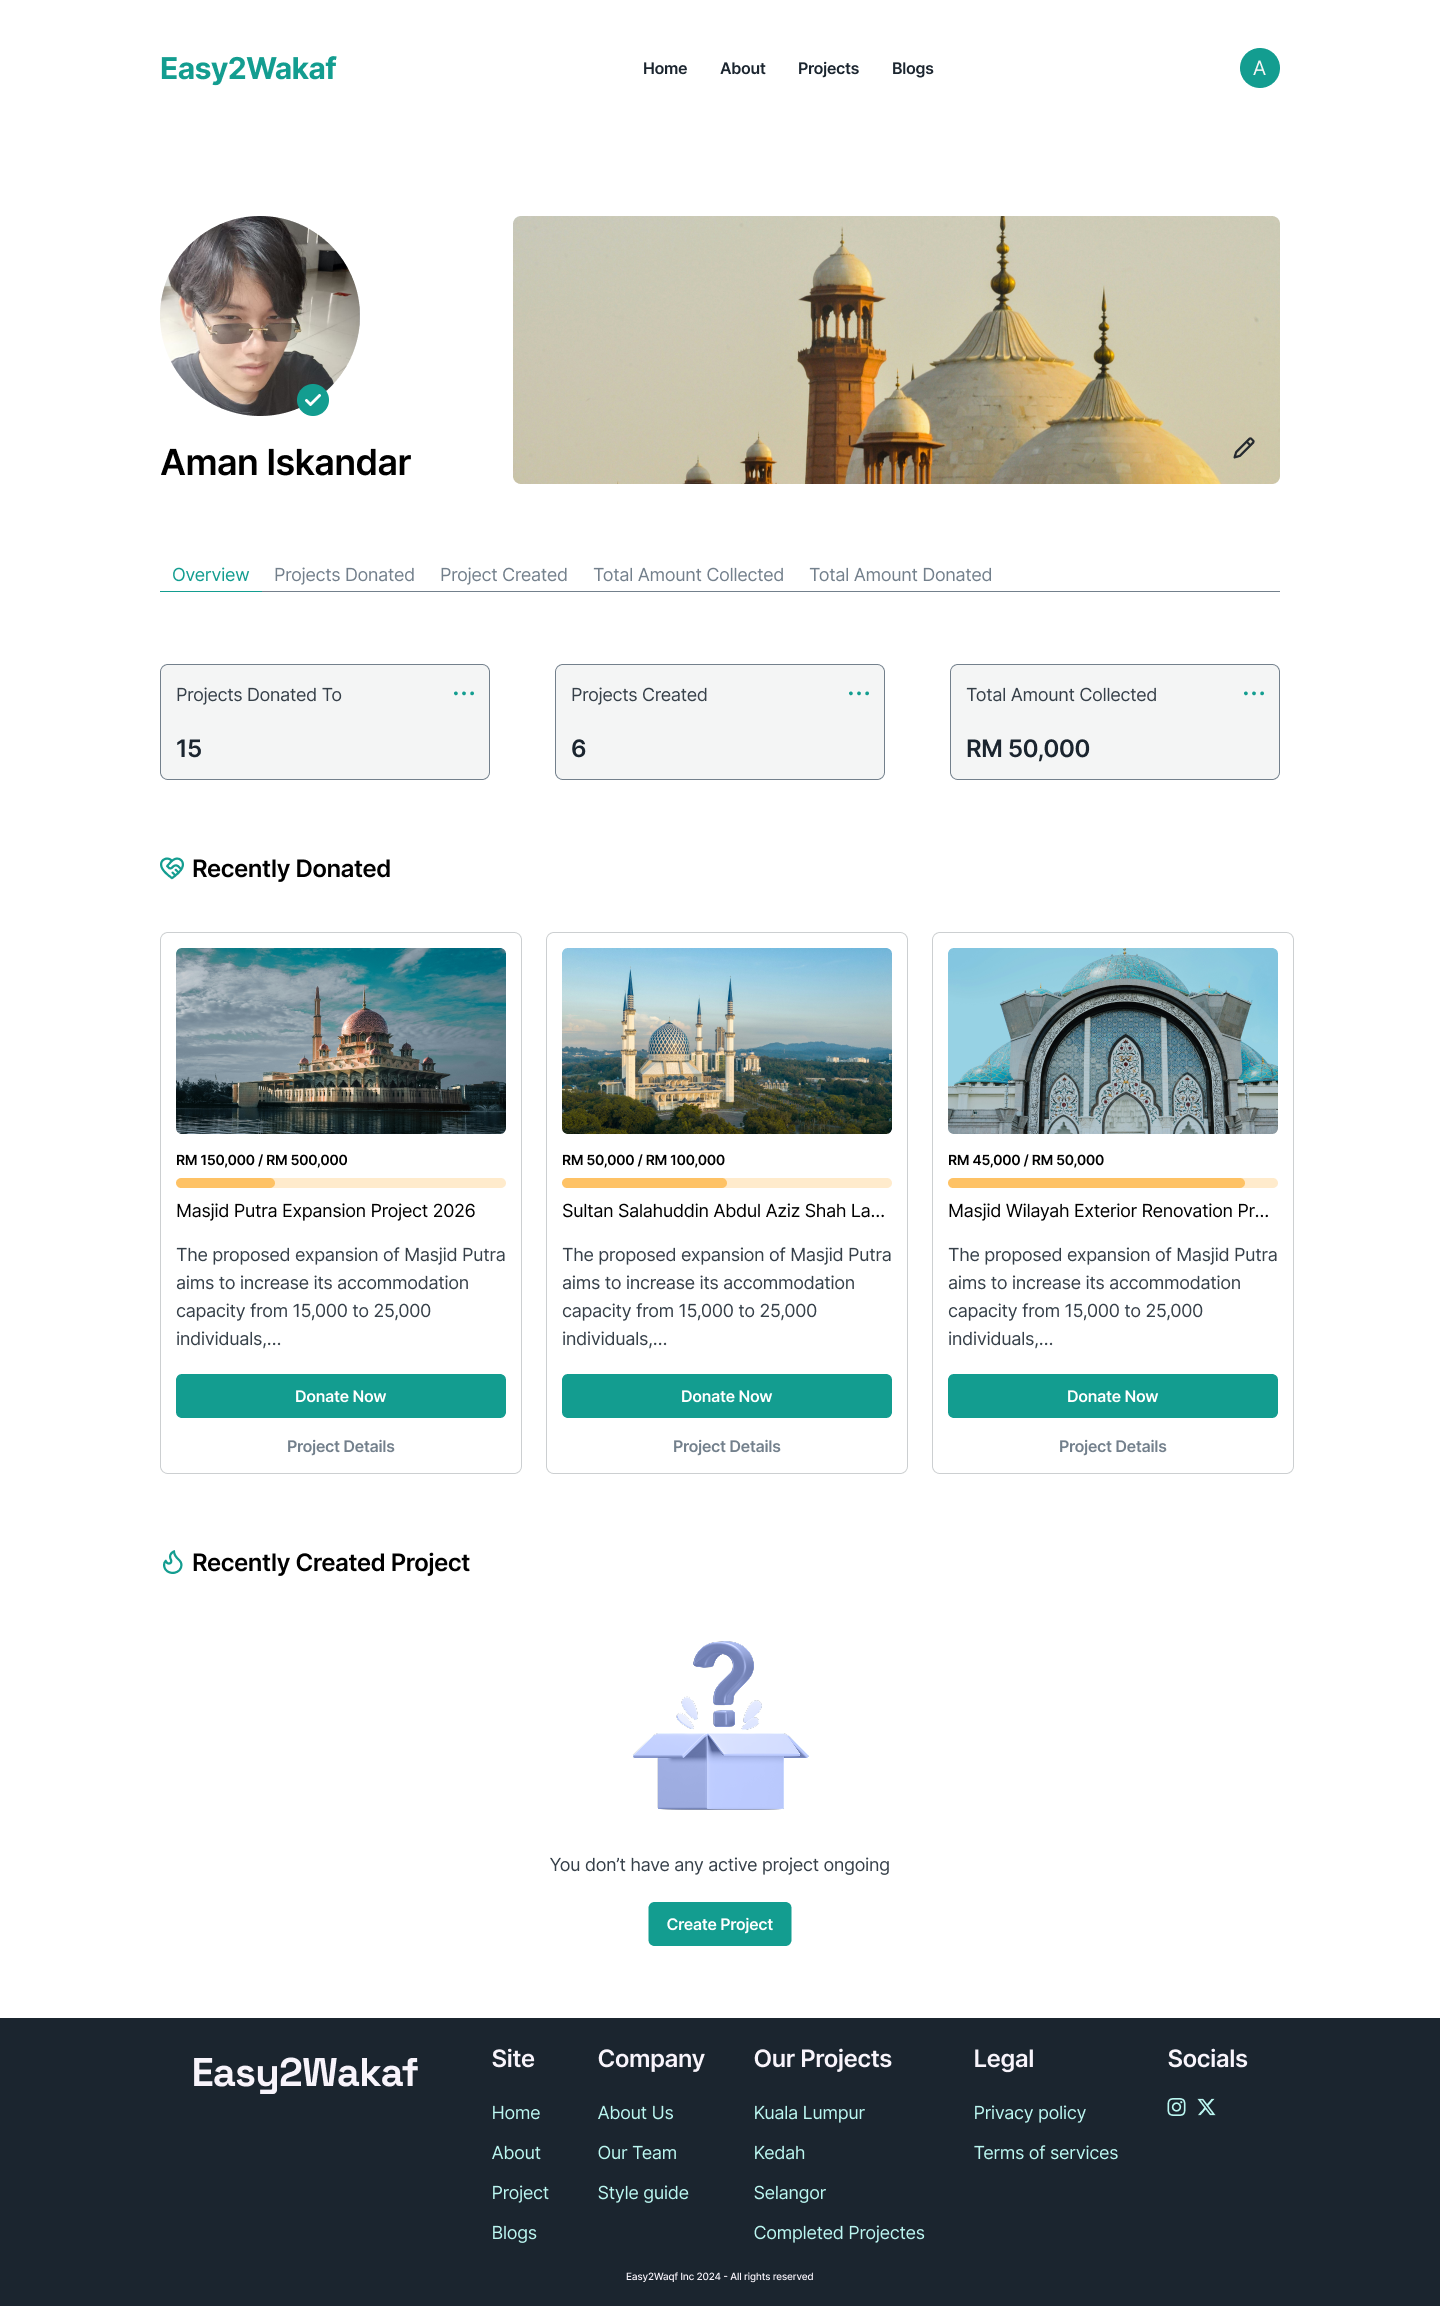 Easy2Wakaf
Home About Projects Blogs
A
Aman Iskandar
Overview Projects Donated Project Created Total Amount Collected Total Amount Donated
Projects Donated To
15
Projects Created
6
Total Amount Collected
RM 50,000
Recently Donated
RM 150,000 / RM 500,000
Masjid Putra Expansion Project 2026
The proposed expansion of Masjid Putra
aims to increase its accommodation
capacity from 15,000 to 25,000
individuals,...
Donate Now
Project Details
RM 50,000 / RM 100,000
Sultan Salahuddin Abdul Aziz Shah La...
The proposed expansion of Masjid Putra
aims to increase its accommodation
capacity from 15,000 to 25,000
individuals,...
Donate Now
Project Details
RM 45,000 / RM 50,000
Masjid Wilayah Exterior Renovation Pr...
The proposed expansion of Masjid Putra
aims to increase its accommodation
capacity from 15,000 to 25,000
individuals,...
Donate Now
Project Details
Recently Created Project
You don’t have any active project ongoing
Create Project
Easy2Wakaf
Site
Home
About
Project
Blogs
Company
About Us
Our Team
Style guide
Our Projects
Kuala Lumpur
Kedah
Selangor
Completed Projectes
Legal
Privacy policy
Terms of services
Socials
Easy2Waqf Inc 2024 - All rights reserved